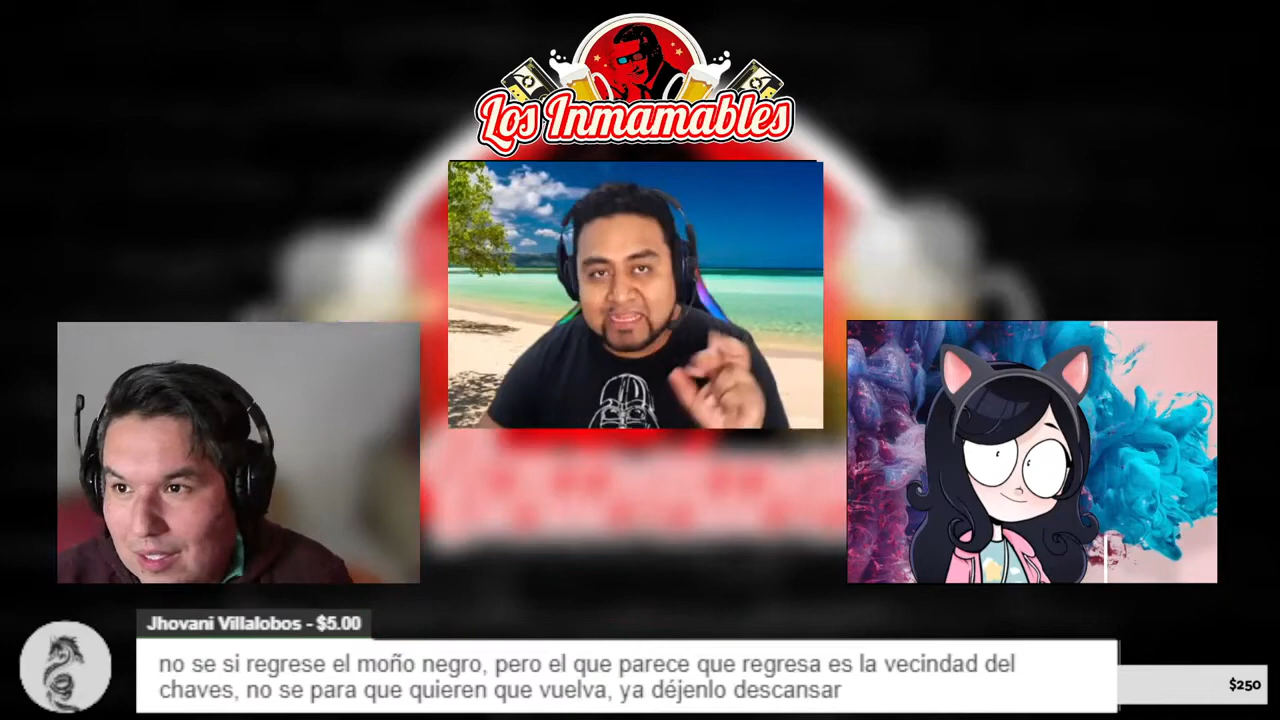 Los Inmamables
Jhovani Villalobos - $5.00
no se si regrese el moño negro, pero el que parece que regresa es la vecindad del
chaves, no se para que quieren que vuelva, ya déjenlo descansar
$250